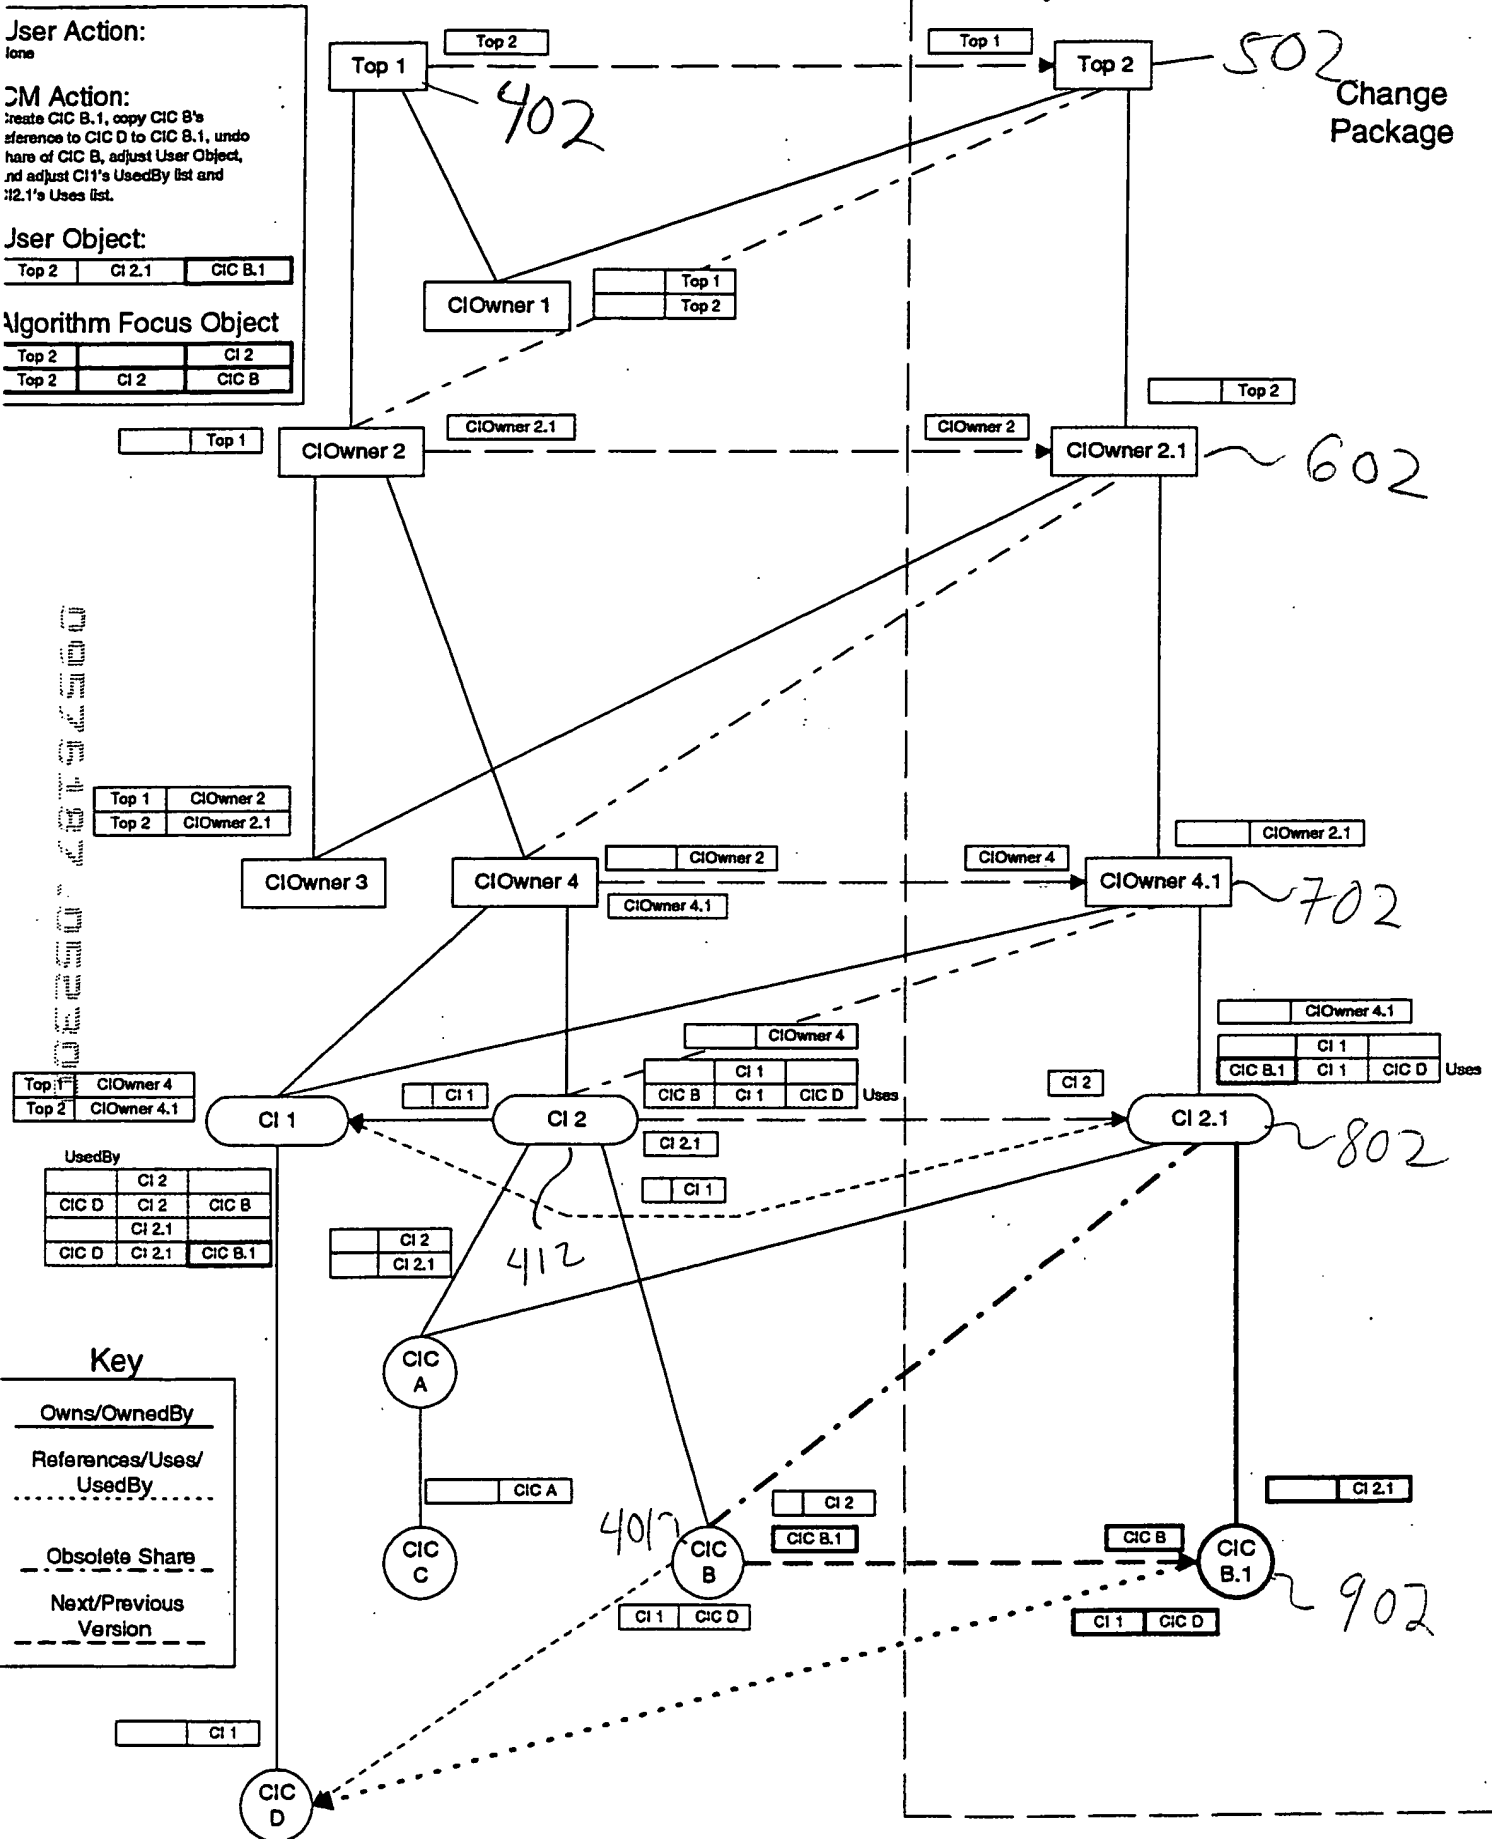 User Action:
None
CM Action:
Create CIC B.1, copy CIC B's
reference to CIC D to CIC B.1, undo
share of CIC B, adjust User Object,
and adjust CI1's UsedBy list and
CI2.1's Uses list.
User Object:
Top 2 CI 2.1 CIC B.1
Algorithm Focus Object
Top 2 CI 2
Top 2 CI 2 CIC B
Top 1
Top 2
402
Top 1
Top 2
502
Change
Package
CIOwner 1
Top 1
Top 2
Top 1
CIOwner 2
CIOwner 2.1
CIOwner 2
Top 2
CIOwner 2.1
602
Top 1 CIOwner 2
Top 2 CIOwner 2.1
CIOwner 3
CIOwner 4
CIOwner 2
CIOwner 4.1
CIOwner 4
CIOwner 2.1
CIOwner 4.1
702
Top 1 CIOwner 4
Top 2 CIOwner 4.1
CI 1
CI 1
CI 2
CIOwner 4
CI 1
CIC B CI 1 CIC D Uses
CI 2.1
CI 1
CI 2
CIOwner 4.1
CI 1
CIC B.1 CI 1 CIC D Uses
CI 2.1
802
UsedBy
CI 2
CIC D CI 2 CIC B
CI 2.1
CIC D CI 2.1 CIC B.1
CI 2
CI 2.1
412
CIC
A
CIC A
CIC
C
Key
Owns/OwnedBy
References/Uses/
UsedBy
Obsolete Share
Next/Previous
Version
CIC
B
CI 2
CIC B.1
CI 1 CIC D
CIC B
CI 2.1
CIC
B.1
902
CI 1 CIC D
CI 1
CIC
D